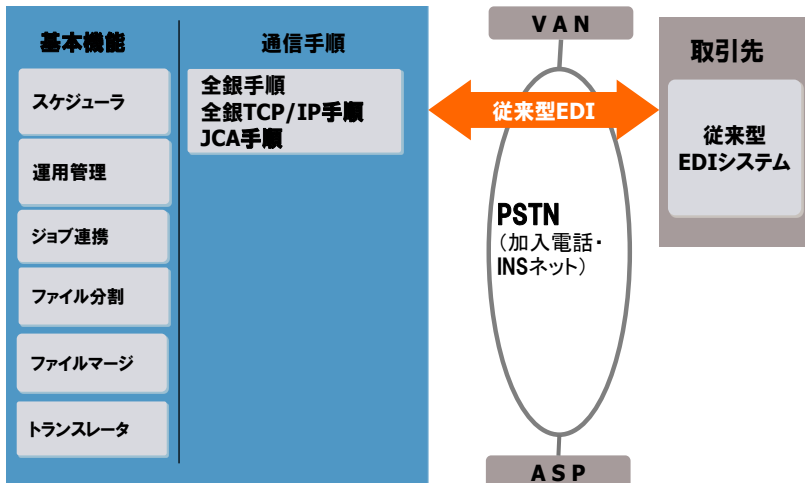 基本機能
スケジューラ
運用管理
ジョブ連携
ファイル分割
ファイルマージ
トランスレータ
通信手順
全銀手順
全銀TCP/IP手順
JCA手順
VAN
従来型EDI
PSTN
（加入電話・
INSネット）
ASP
取引先
従来型
EDIシステム